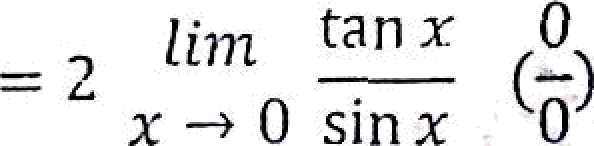 = 2 lim x → 0 tan x / sin x (0/0)